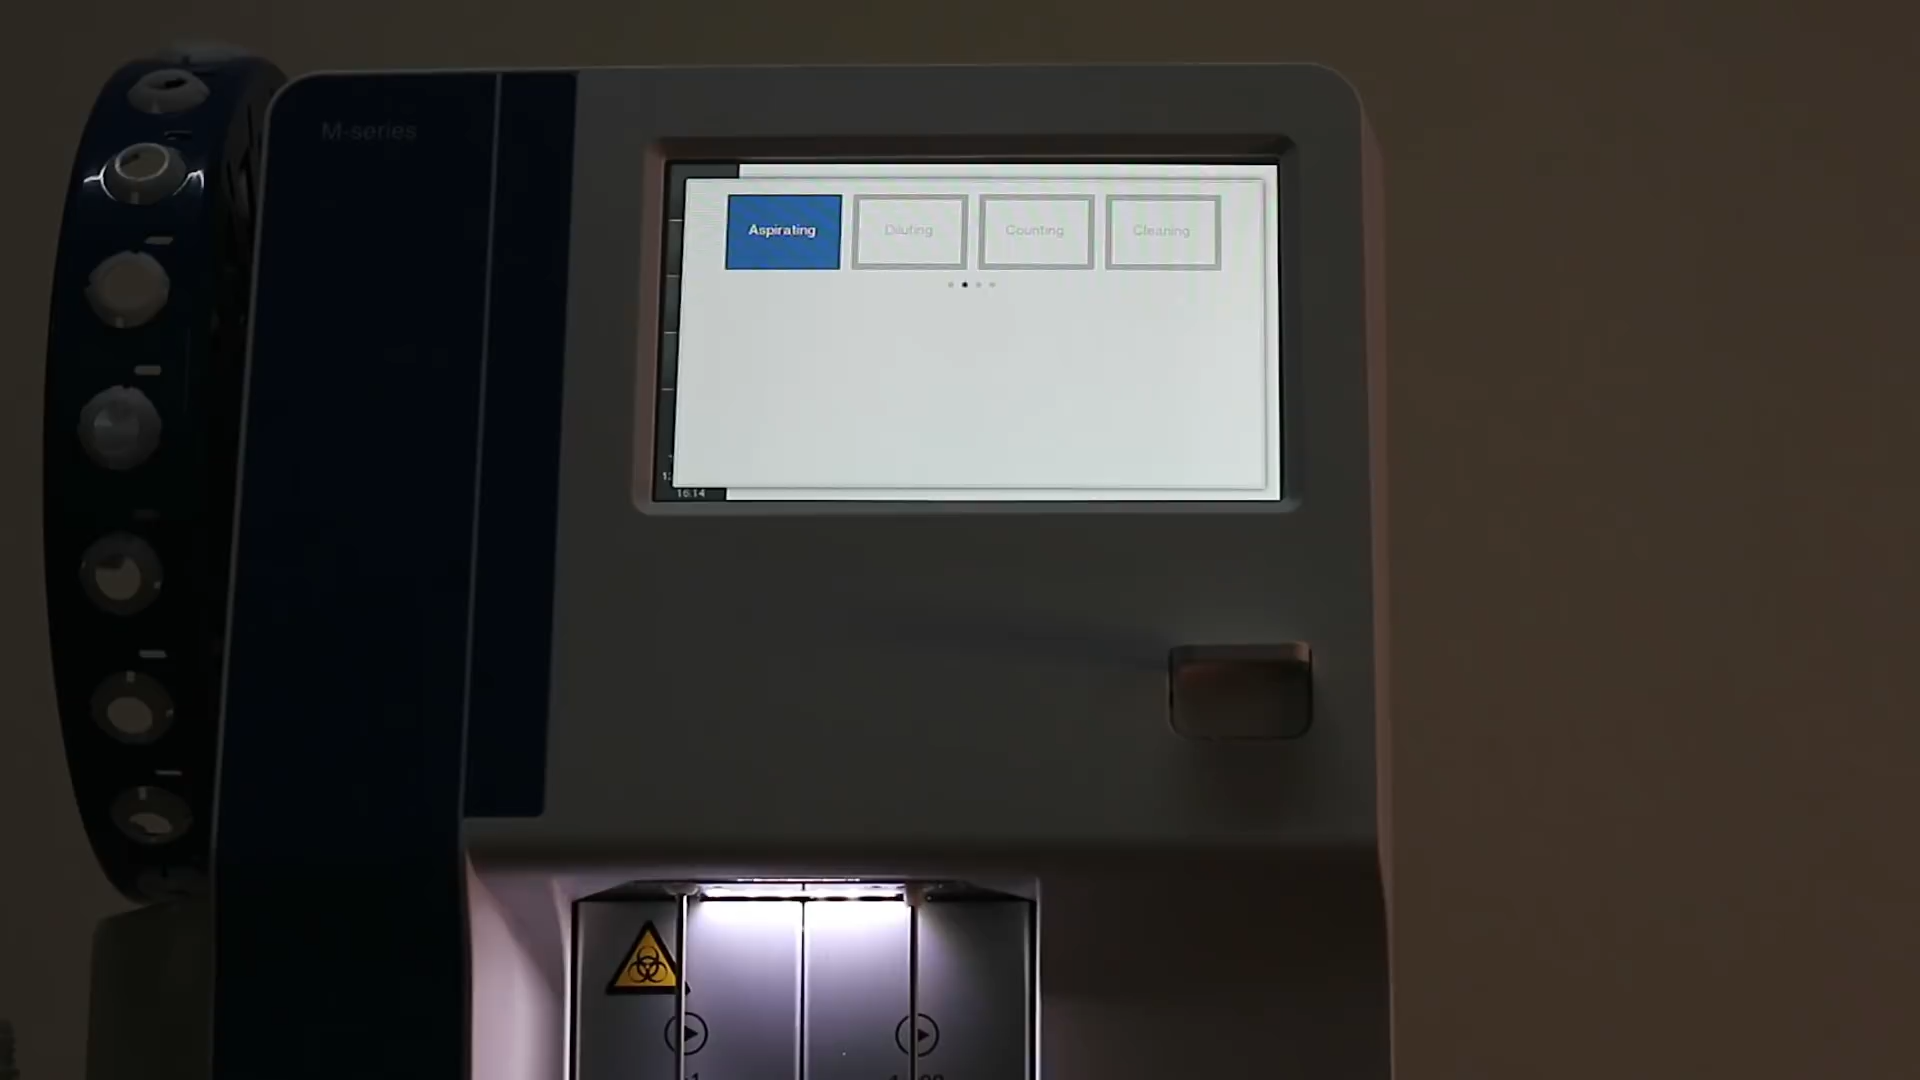 M-series
Aspirating
Diluting
Counting
Cleaning
16:14